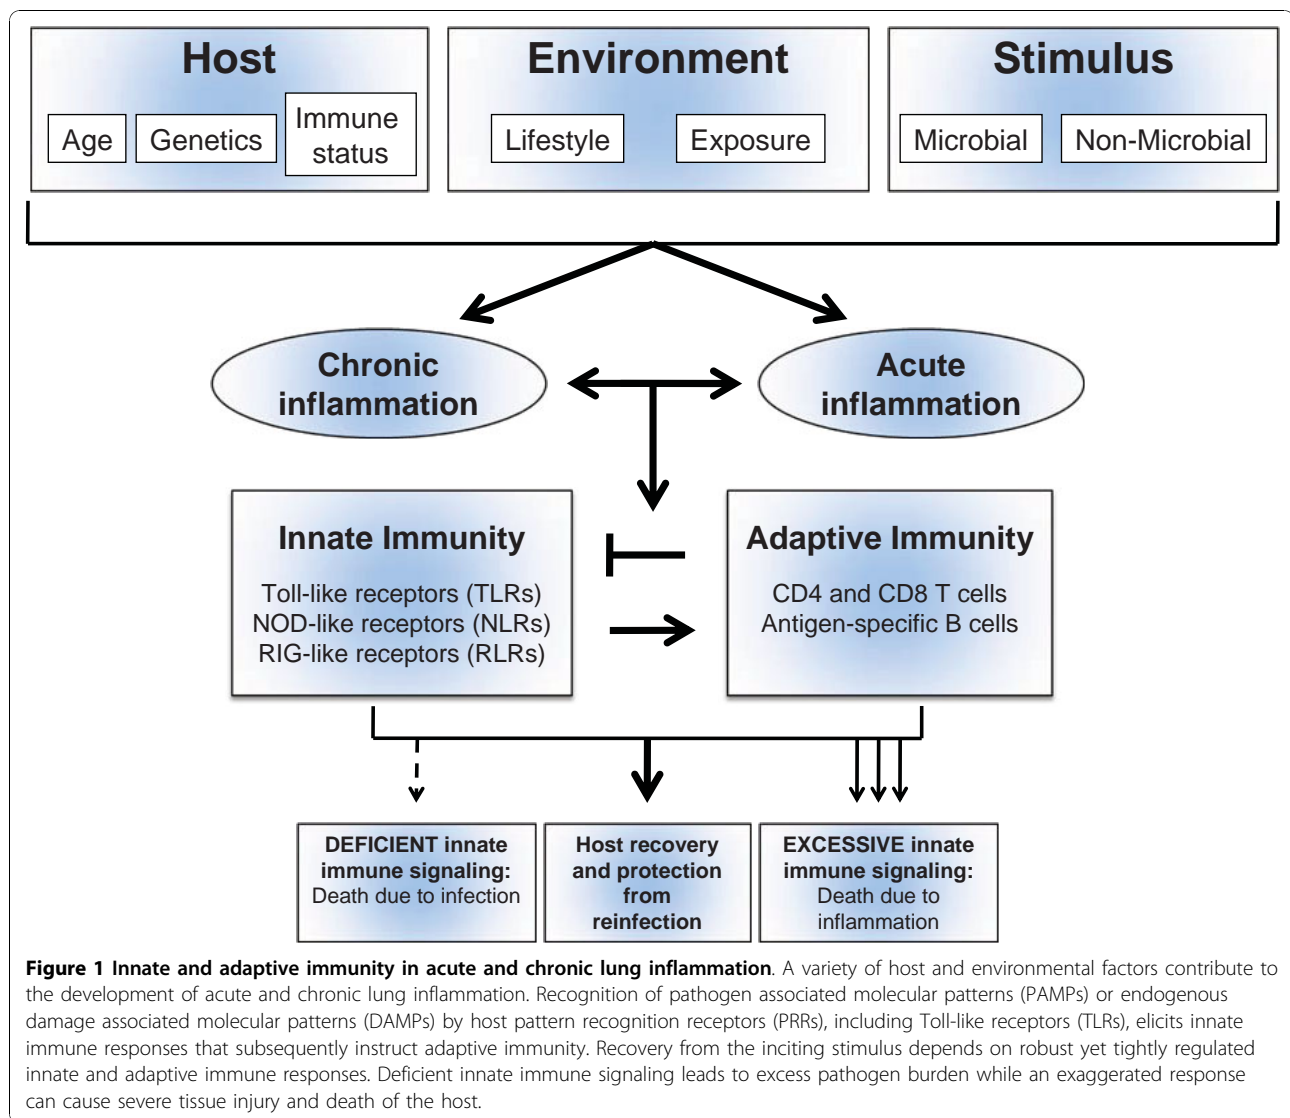 Host
Environment
Stimulus
Age
Genetics
Immune
status
Lifestyle
Exposure
Microbial
Non-Microbial
Chronic
inflammation
Acute
inflammation
Innate Immunity
Toll-like receptors (TLRs)
NOD-like receptors (NLRs)
RIG-like receptors (RLRs)
Adaptive Immunity
CD4 and CD8 T cells
Antigen-specific B cells
DEFICIENT innate
immune signaling:
Death due to infection
Host recovery
and protection
from
reinfection
EXCESSIVE innate
immune signaling:
Death due to
inflammation
Figure 1 Innate and adaptive immunity in acute and chronic lung inflammation. A variety of host and environmental factors contribute to
the development of acute and chronic lung inflammation. Recognition of pathogen associated molecular patterns (PAMPs) or endogenous
damage associated molecular patterns (DAMPs) by host pattern recognition receptors (PRRs), including Toll-like receptors (TLRs), elicits innate
immune responses that subsequently instruct adaptive immunity. Recovery from the inciting stimulus depends on robust yet tightly regulated
innate and adaptive immune responses. Deficient innate immune signaling leads to excess pathogen burden while an exaggerated response
can cause severe tissue injury and death of the host.